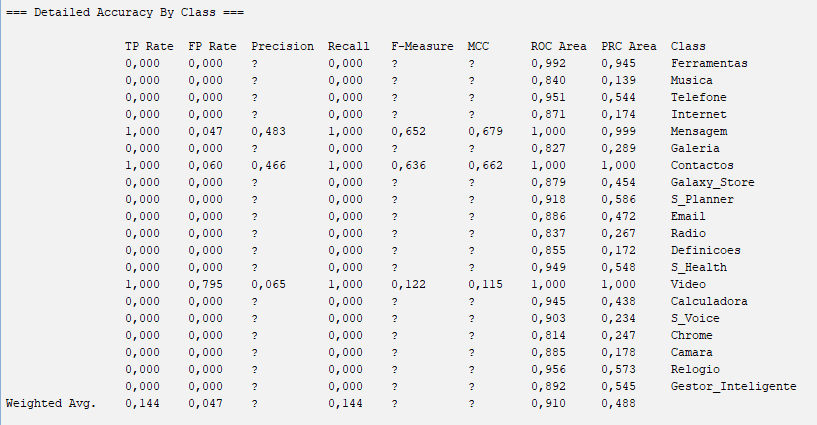 === Detailed Accuracy By Class ===
TP Rate FP Rate Precision Recall F-Measure MCC ROC Area PRC Area Class
0,000 0,000 ? 0,000 ? ? 0,992 0,945 Ferramentas
0,000 0,000 ? 0,000 ? ? 0,840 0,139 Musica
0,000 0,000 ? 0,000 ? ? 0,951 0,544 Telefone
0,000 0,000 ? 0,000 ? ? 0,871 0,174 Internet
1,000 0,047 0,483 1,000 0,652 0,679 1,000 0,999 Mensagem
0,000 0,000 ? 0,000 ? ? 0,827 0,289 Galeria
1,000 0,060 0,466 1,000 0,636 0,662 1,000 1,000 Contactos
0,000 0,000 ? 0,000 ? ? 0,879 0,454 Galaxy_Store
0,000 0,000 ? 0,000 ? ? 0,918 0,586 S_Planner
0,000 0,000 ? 0,000 ? ? 0,886 0,472 Email
0,000 0,000 ? 0,000 ? ? 0,837 0,267 Radio
0,000 0,000 ? 0,000 ? ? 0,855 0,172 Definicoes
0,000 0,000 ? 0,000 ? ? 0,949 0,548 S_Health
1,000 0,795 0,065 1,000 0,122 0,115 1,000 1,000 Video
0,000 0,000 ? 0,000 ? ? 0,945 0,438 Calculadora
0,000 0,000 ? 0,000 ? ? 0,903 0,234 S_Voice
0,000 0,000 ? 0,000 ? ? 0,814 0,247 Chrome
0,000 0,000 ? 0,000 ? ? 0,885 0,178 Camara
0,000 0,000 ? 0,000 ? ? 0,956 0,573 Relogio
0,000 0,000 ? 0,000 ? ? 0,892 0,545 Gestor_Inteligente
Weighted Avg. 0,144 0,047 ? 0,144 ? ? 0,910 0,488